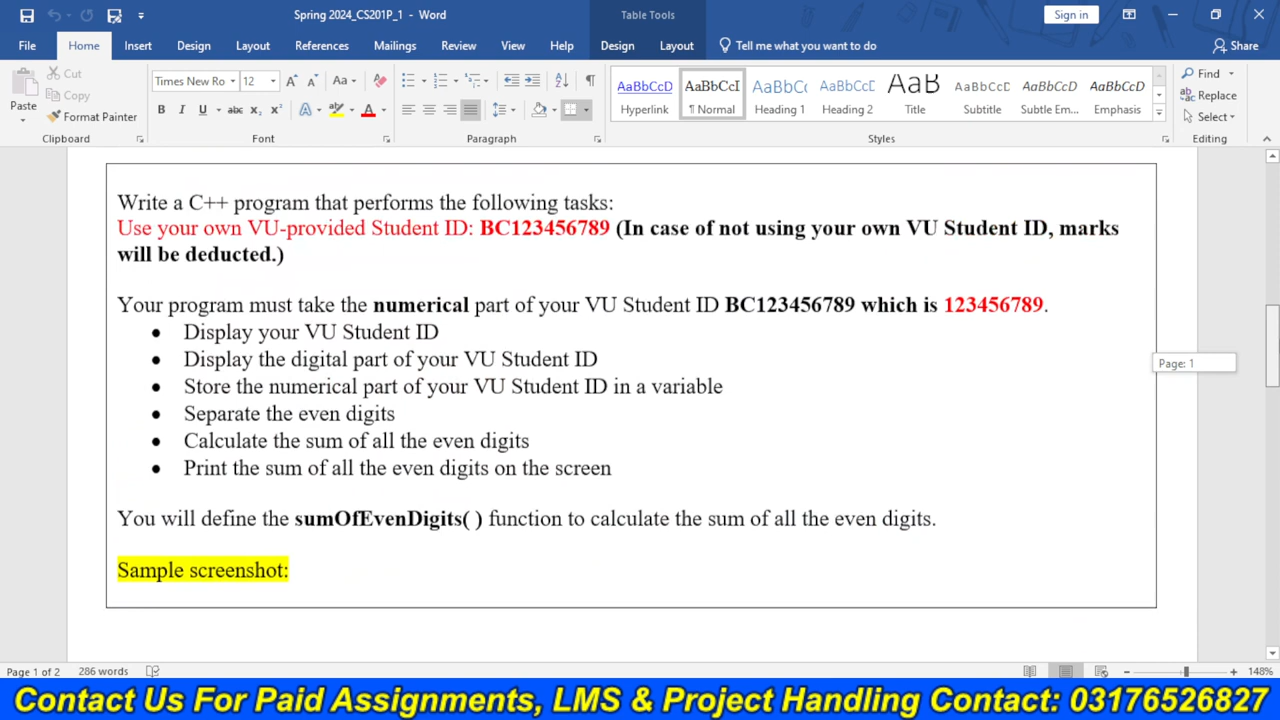 Spring 2024_CS201P_1 - Word
Table Tools
Sign in
File Home Insert Design Layout References Mailings Review View Help Design Layout Tell me what you want to do Share
Paste
Cut
Copy
Format Painter
Clipboard
Times New Ro 12
Font
Paragraph
AaBbCcD AaBbCcI AaBbC( AaBbCcD AaB AaBbCcD AaBbCcD AaBbCcD
Hyperlink ¶ Normal Heading 1 Heading 2 Title Subtitle Subtle Em... Emphasis
Styles
Find
Replace
Select
Editing
Write a C++ program that performs the following tasks:
Use your own VU-provided Student ID: BC123456789 (In case of not using your own VU Student ID, marks
will be deducted.)
Your program must take the numerical part of your VU Student ID BC123456789 which is 123456789.
• Display your VU Student ID
• Display the digital part of your VU Student ID
• Store the numerical part of your VU Student ID in a variable
• Separate the even digits
• Calculate the sum of all the even digits
• Print the sum of all the even digits on the screen
You will define the sumOfEvenDigits( ) function to calculate the sum of all the even digits.
Sample screenshot:
Page: 1
Page 1 of 2 286 words 148%
Contact Us For Paid Assignments, LMS & Project Handling Contact: 03176526827